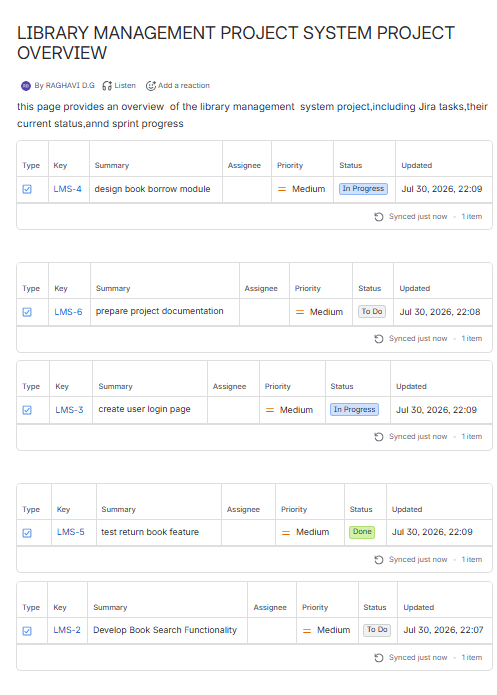 LIBRARY MANAGEMENT PROJECT SYSTEM PROJECT
OVERVIEW
By RAGHAVI D.G Listen Add a reaction
this page provides an overview of the library management system project,including Jira tasks,their
current status,annd sprint progress
Type Key Summary Assignee Priority Status Updated
LMS-4 design book borrow module Medium In Progress Jul 30, 2026, 22:09
Synced just now · 1 item
Type Key Summary Assignee Priority Status Updated
LMS-6 prepare project documentation Medium To Do Jul 30, 2026, 22:08
Synced just now · 1 item
Type Key Summary Assignee Priority Status Updated
LMS-3 create user login page Medium In Progress Jul 30, 2026, 22:09
Synced just now · 1 item
Type Key Summary Assignee Priority Status Updated
LMS-5 test return book feature Medium Done Jul 30, 2026, 22:09
Synced just now · 1 item
Type Key Summary Assignee Priority Status Updated
LMS-2 Develop Book Search Functionality Medium To Do Jul 30, 2026, 22:07
Synced just now · 1 item